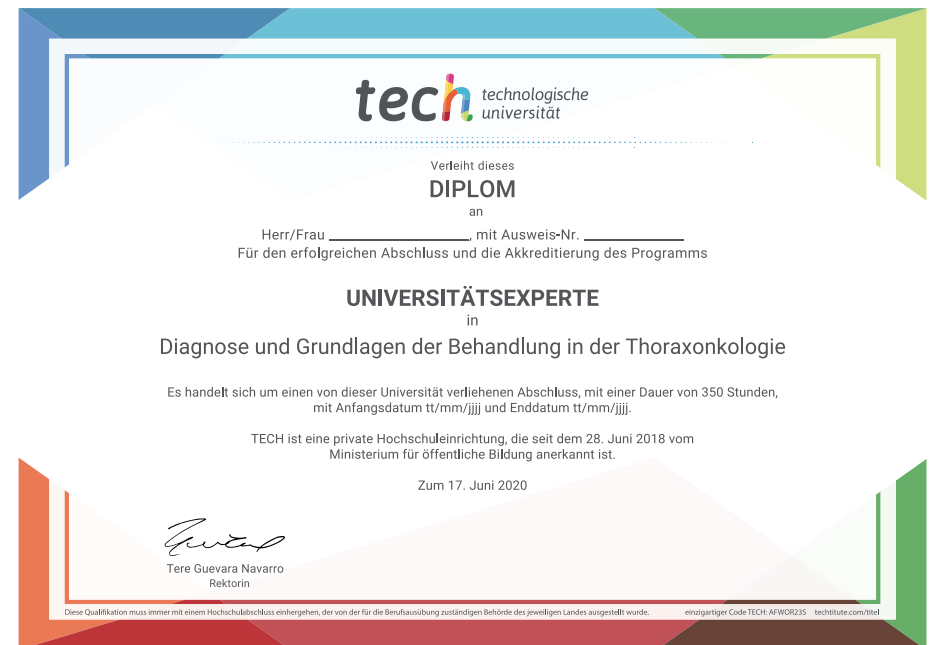 tech technologische
universität
Verleiht dieses
DIPLOM
an
Herr/Frau ____________________, mit Ausweis-Nr. ______________
Für den erfolgreichen Abschluss und die Akkreditierung des Programms
UNIVERSITÄTSEXPERTE
in
Diagnose und Grundlagen der Behandlung in der Thoraxonkologie
Es handelt sich um einen von dieser Universität verliehenen Abschluss, mit einer Dauer von 350 Stunden,
mit Anfangsdatum tt/mm/jjjj und Enddatum tt/mm/jjjj.
TECH ist eine private Hochschuleinrichtung, die seit dem 28. Juni 2018 vom
Ministerium für öffentliche Bildung anerkannt ist.
Zum 17. Juni 2020
Tere Guevara Navarro
Rektorin
Diese Qualifikation muss immer mit einem Hochschulabschluss einhergehen, der von der für die Berufsausübung zuständigen Behörde des jeweiligen Landes ausgestellt wurde. einzigartiger Code TECH: AFWOR23S techtitute.com/titel